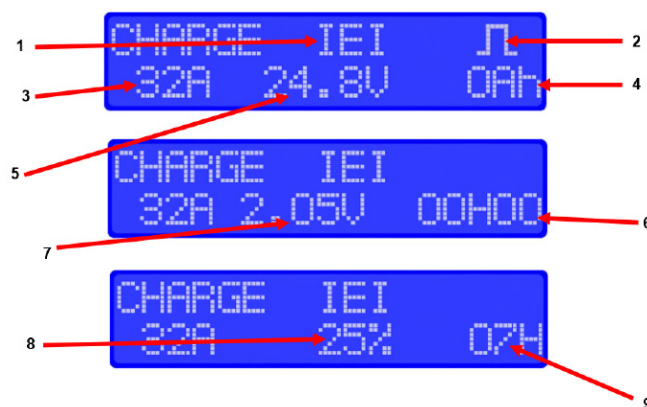 1 CHARGE IEI 2
3 32A 24.8V 0Ah 4
5
CHARGE IEI
32A 2.05V 00H00 6
7
CHARGE IEI
8 32A 25% 07H
9